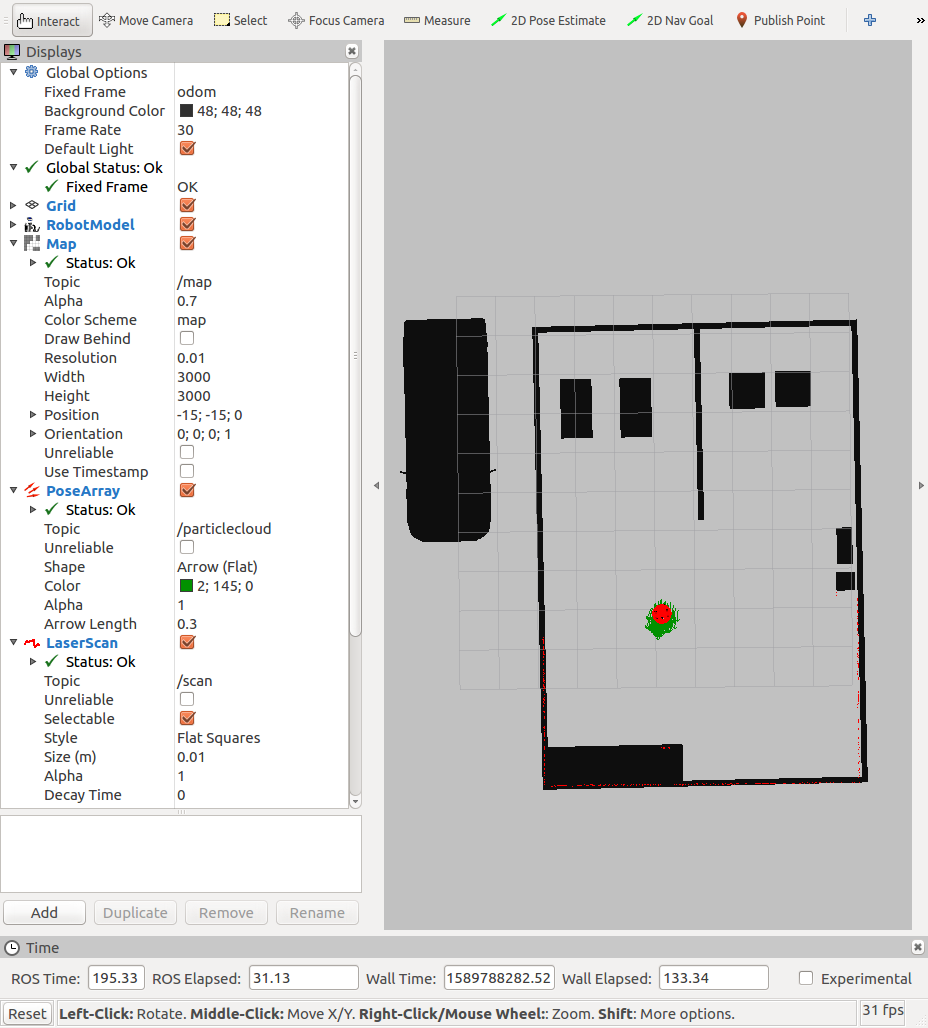 Interact Move Camera Select Focus Camera Measure 2D Pose Estimate 2D Nav Goal Publish Point »
Displays
Global Options
Fixed Frame odom
Background Color 48; 48; 48
Frame Rate 30
Default Light
Global Status: Ok
Fixed Frame OK
Grid
RobotModel
Map
Status: Ok
Topic /map
Alpha 0.7
Color Scheme map
Draw Behind
Resolution 0.01
Width 3000
Height 3000
Position -15; -15; 0
Orientation 0; 0; 0; 1
Unreliable
Use Timestamp
PoseArray
Status: Ok
Topic /particlecloud
Unreliable
Shape Arrow (Flat)
Color 2; 145; 0
Alpha 1
Arrow Length 0.3
LaserScan
Status: Ok
Topic /scan
Unreliable
Selectable
Style Flat Squares
Size (m) 0.01
Alpha 1
Decay Time 0
Add Duplicate Remove Rename
Time
ROS Time: 195.33 ROS Elapsed: 31.13 Wall Time: 1589788282.52 Wall Elapsed: 133.34 Experimental
Reset Left-Click: Rotate. Middle-Click: Move X/Y. Right-Click/Mouse Wheel:: Zoom. Shift: More options. 31 fps